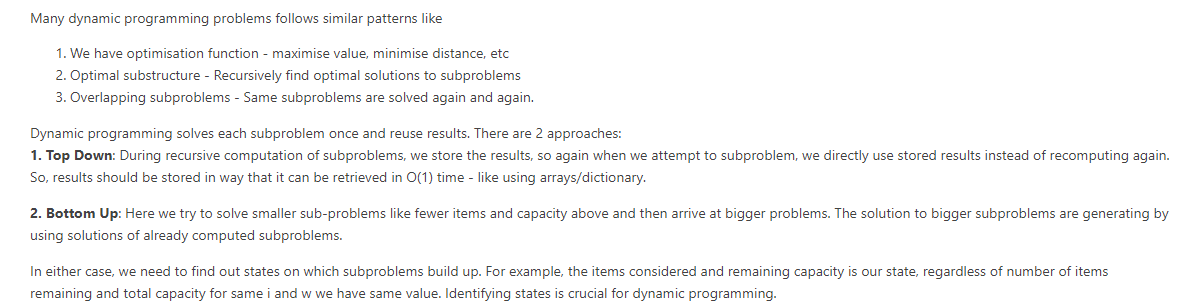 Many dynamic programming problems follows similar patterns like
1. We have optimisation function - maximise value, minimise distance, etc
2. Optimal substructure - Recursively find optimal solutions to subproblems
3. Overlapping subproblems - Same subproblems are solved again and again.
Dynamic programming solves each subproblem once and reuse results. There are 2 approaches:
1. Top Down: During recursive computation of subproblems, we store the results, so again when we attempt to subproblem, we directly use stored results instead of recomputing again.
So, results should be stored in way that it can be retrieved in O(1) time - like using arrays/dictionary.
2. Bottom Up: Here we try to solve smaller sub-problems like fewer items and capacity above and then arrive at bigger problems. The solution to bigger subproblems are generating by
using solutions of already computed subproblems.
In either case, we need to find out states on which subproblems build up. For example, the items considered and remaining capacity is our state, regardless of number of items
remaining and total capacity for same i and w we have same value. Identifying states is crucial for dynamic programming.